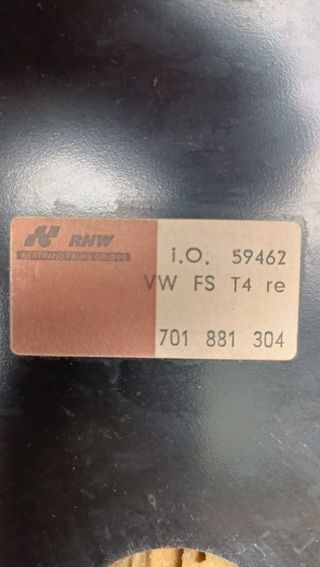 RHW
BERTRAND FAURE GRUPPE
i.O. 59462
VW FS T4 re
701 881 304